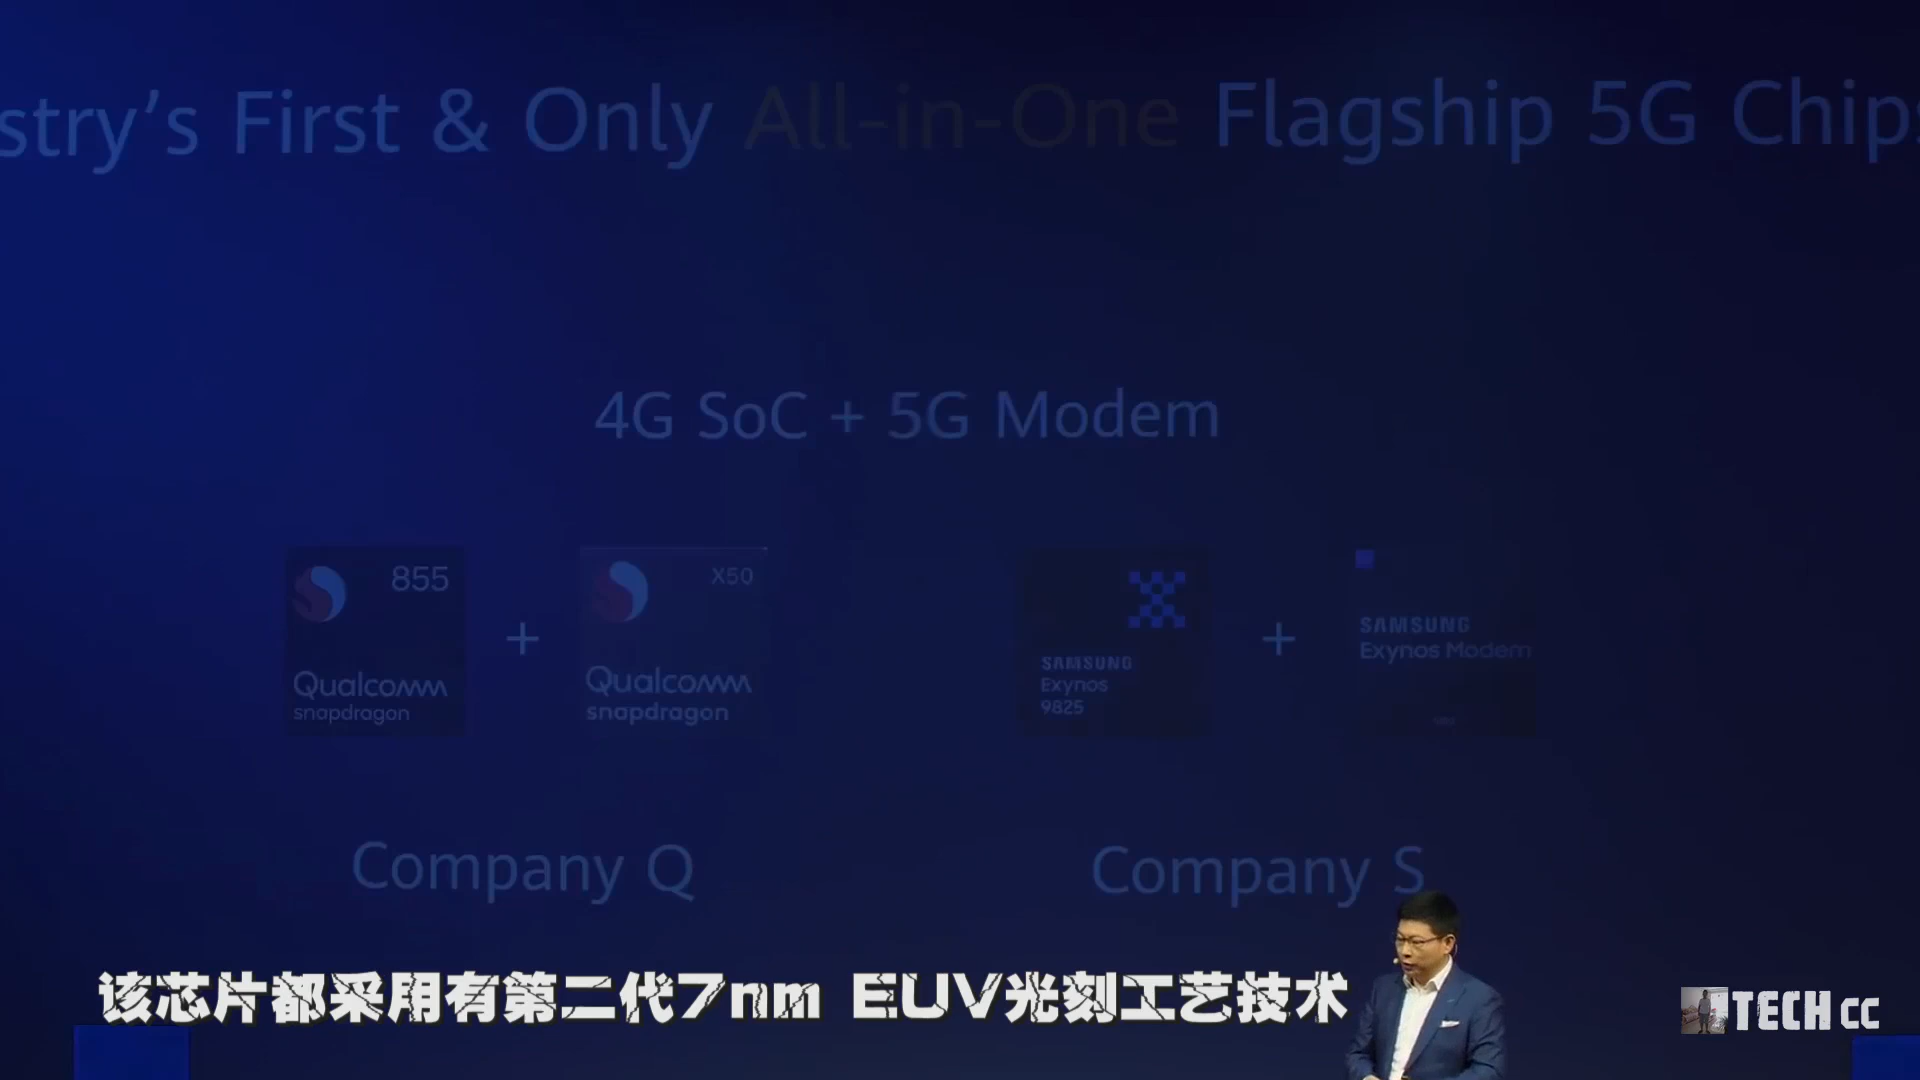 stry's First & Only All-in-One Flagship 5G Chips
4G SoC + 5G Modem
855
Qualcomm
snapdragon
+
X50
Qualcomm
snapdragon
SAMSUNG
Exynos
9825
+
SAMSUNG
Exynos Modem
Company Q
Company S
该芯片都采用有第二代7nm EUV光刻工艺技术
TECH CC